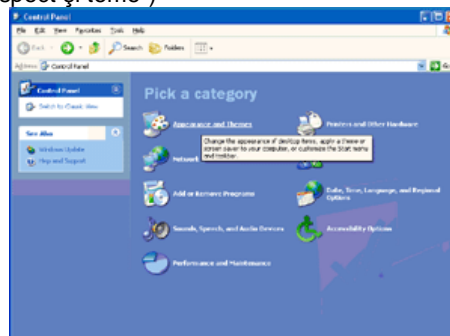 Control Panel
File Edit View Favorites Tools Help
Back Search Folders
Address Control Panel Go
Control Panel
Switch to Classic View
See Also
Windows Update
Help and Support
Pick a category
Appearance and Themes
Printers and Other Hardware
Change the appearance of desktop items, apply a theme or
screen saver to your computer, or customize the Start menu
and taskbar.
Network
Add or Remove Programs
Date, Time, Language, and Regional
Options
Sounds, Speech, and Audio Devices
Accessibility Options
Performance and Maintenance